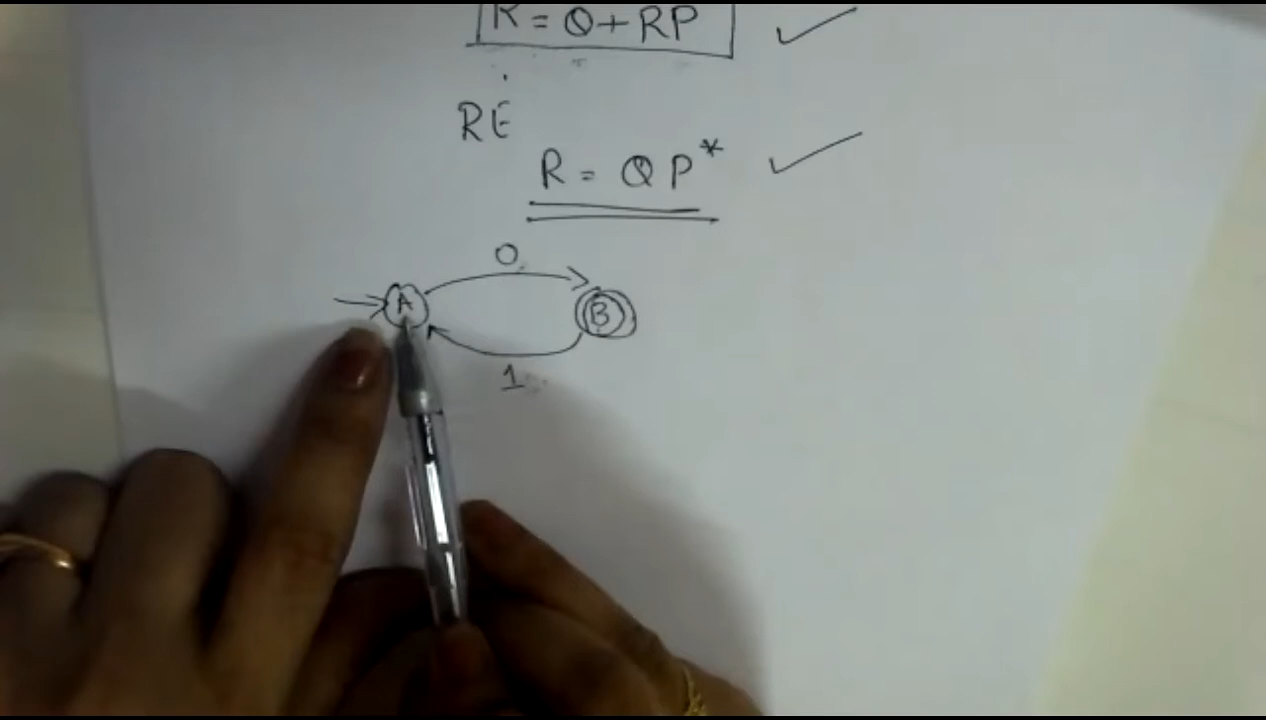 R = Q + RP
RE
R = QP*
0
A
B
1